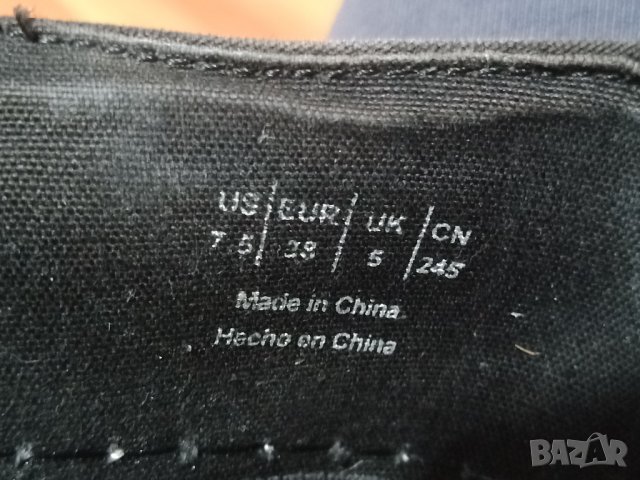 US / EUR / UK / CN
7 5 / 38 / 5 / 245
Made in China
Hecho en China
BAZAR